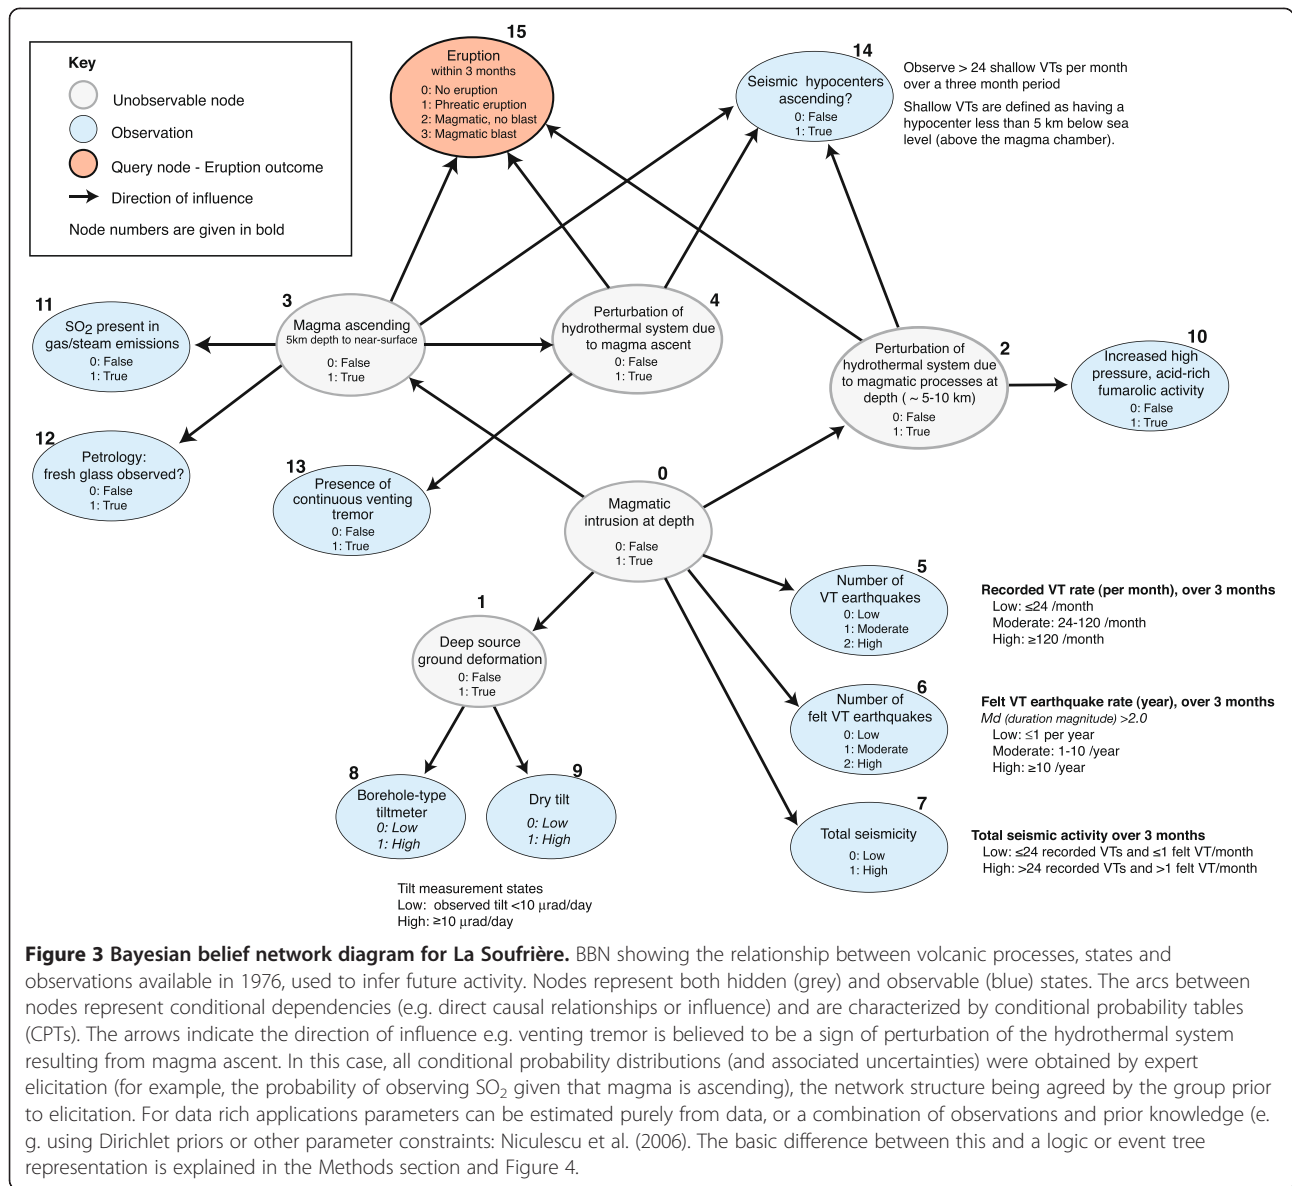 Key
Unobservable node
Observation
Query node - Eruption outcome
Direction of influence
Node numbers are given in bold
15
Eruption
within 3 months
0: No eruption
1: Phreatic eruption
2: Magmatic, no blast
3: Magmatic blast
14
Seismic hypocenters
ascending?
0: False
1: True
Observe > 24 shallow VTs per month
over a three month period
Shallow VTs are defined as having a
hypocenter less than 5 km below sea
level (above the magma chamber).
11
SO2 present in
gas/steam emissions
0: False
1: True
3
Magma ascending
5km depth to near-surface
0: False
1: True
4
Perturbation of
hydrothermal system due
to magma ascent
0: False
1: True
2
Perturbation of
hydrothermal system due
to magmatic processes at
depth ( ~ 5-10 km)
0: False
1: True
10
Increased high
pressure, acid-rich
fumarolic activity
0: False
1: True
12
Petrology:
fresh glass observed?
0: False
1: True
13
Presence of
continuous venting
tremor
0: False
1: True
0
Magmatic
intrusion at depth
0: False
1: True
1
Deep source
ground deformation
0: False
1: True
5
Number of
VT earthquakes
0: Low
1: Moderate
2: High
Recorded VT rate (per month), over 3 months
Low: ≤24 /month
Moderate: 24-120 /month
High: ≥120 /month
6
Number of
felt VT earthquakes
0: Low
1: Moderate
2: High
Felt VT earthquake rate (year), over 3 months
Md (duration magnitude) >2.0
Low: ≤1 per year
Moderate: 1-10 /year
High: ≥10 /year
8
Borehole-type
tiltmeter
0: Low
1: High
9
Dry tilt
0: Low
1: High
7
Total seismicity
0: Low
1: High
Total seismic activity over 3 months
Low: ≤24 recorded VTs and ≤1 felt VT/month
High: >24 recorded VTs and >1 felt VT/month
Tilt measurement states
Low: observed tilt <10 μrad/day
High: ≥10 μrad/day
Figure 3 Bayesian belief network diagram for La Soufrière. BBN showing the relationship between volcanic processes, states and
observations available in 1976, used to infer future activity. Nodes represent both hidden (grey) and observable (blue) states. The arcs between
nodes represent conditional dependencies (e.g. direct causal relationships or influence) and are characterized by conditional probability tables
(CPTs). The arrows indicate the direction of influence e.g. venting tremor is believed to be a sign of perturbation of the hydrothermal system
resulting from magma ascent. In this case, all conditional probability distributions (and associated uncertainties) were obtained by expert
elicitation (for example, the probability of observing SO2 given that magma is ascending), the network structure being agreed by the group prior
to elicitation. For data rich applications parameters can be estimated purely from data, or a combination of observations and prior knowledge (e.
g. using Dirichlet priors or other parameter constraints: Niculescu et al. (2006). The basic difference between this and a logic or event tree
representation is explained in the Methods section and Figure 4.